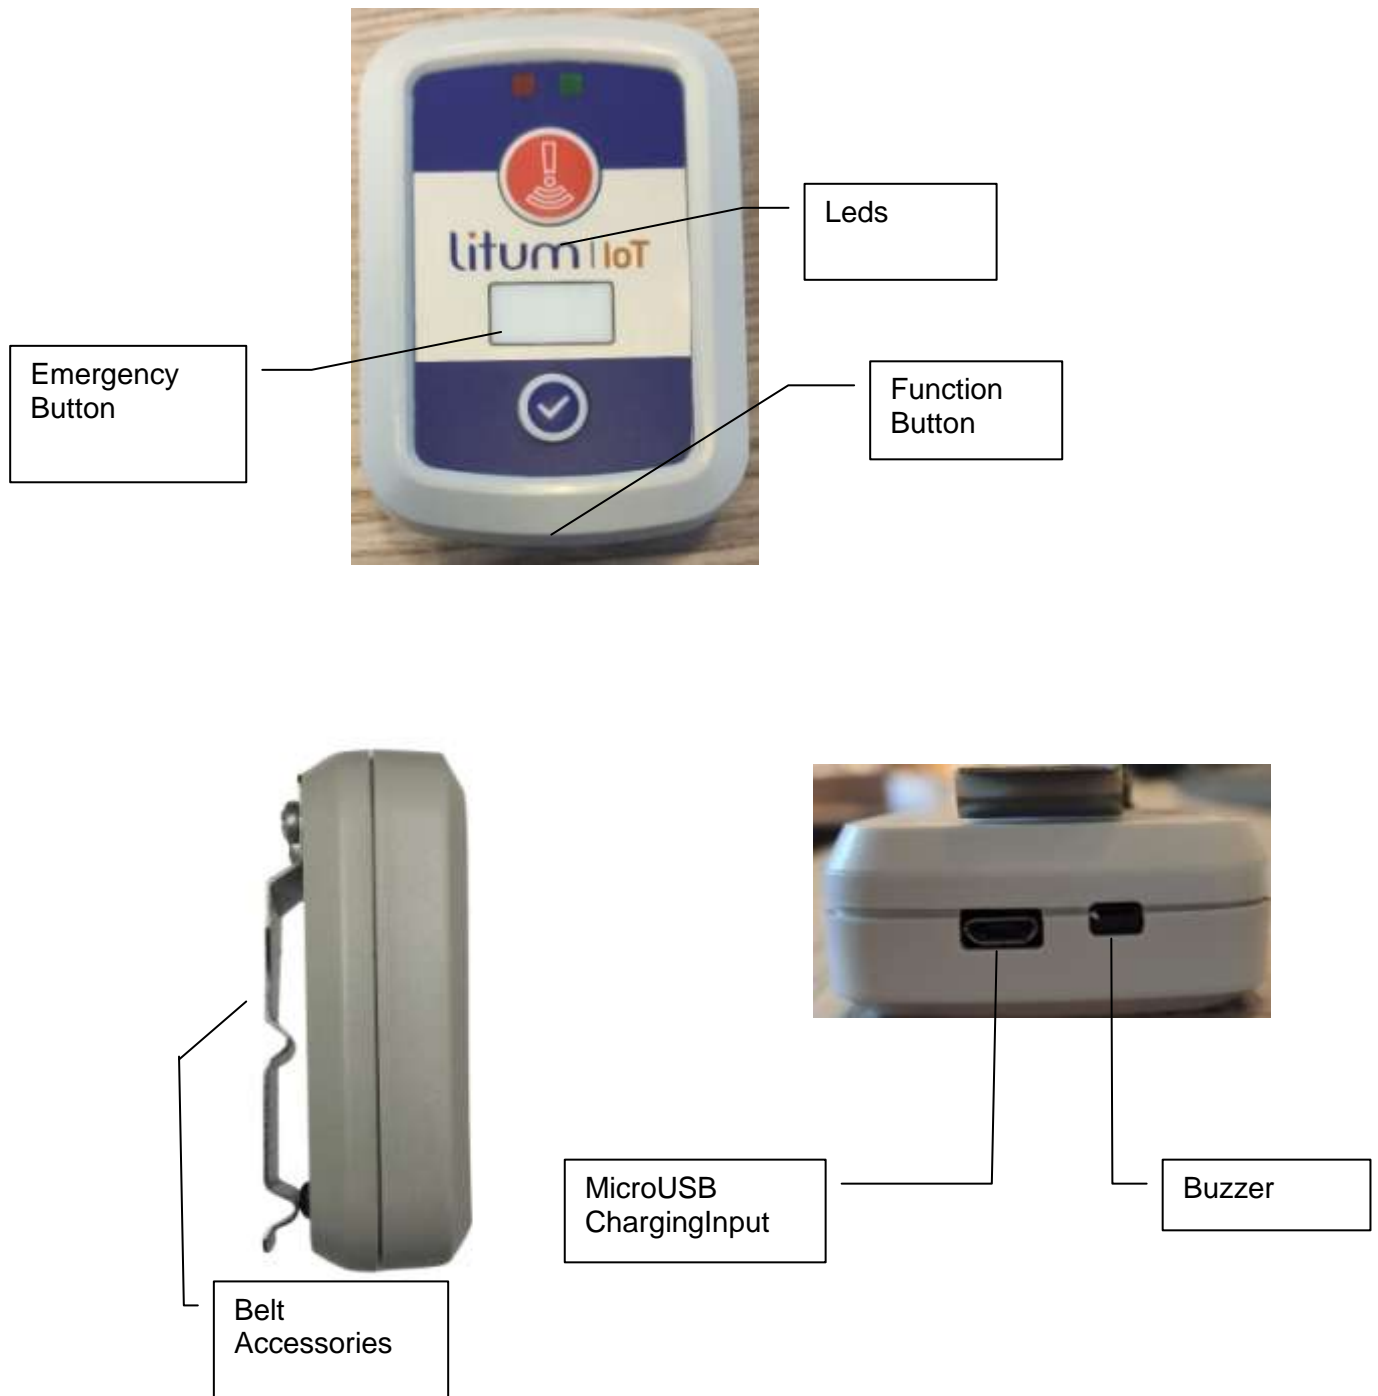 Leds
litum | IoT
Emergency
Button
Function
Button
MicroUSB
ChargingInput
Buzzer
Belt
Accessories